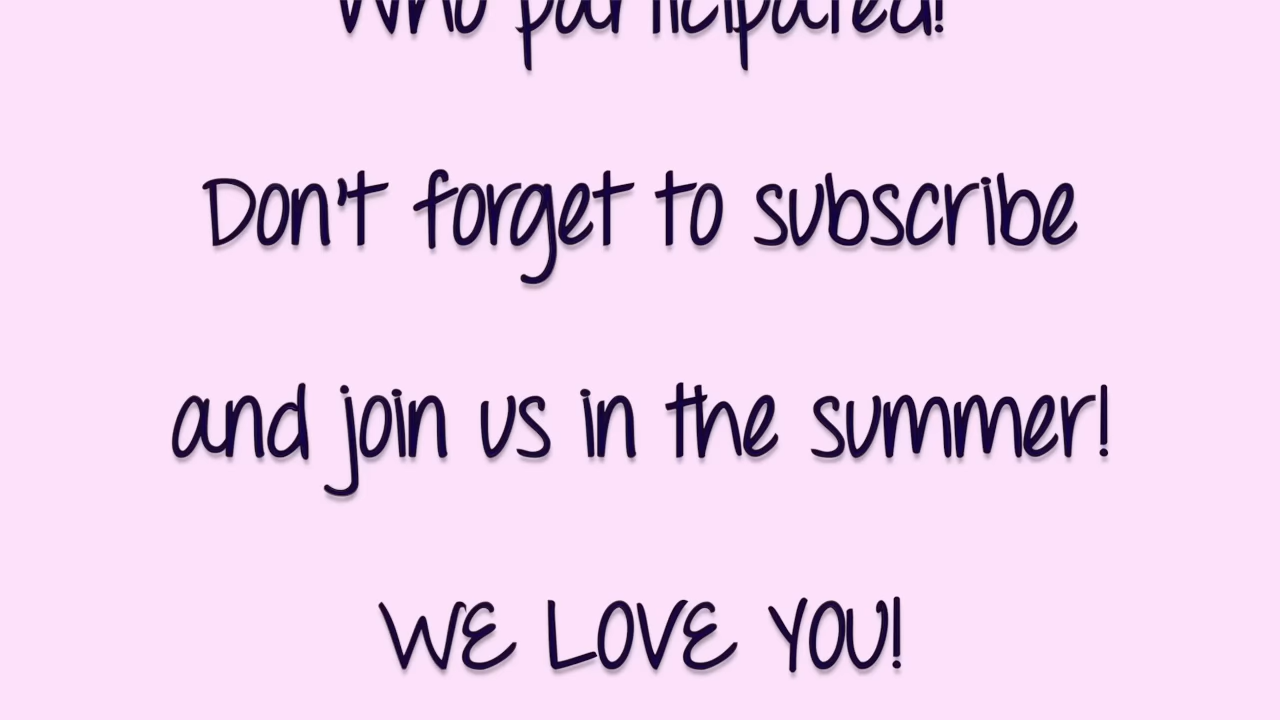 Who participated!
Don't forget to subscribe
and join us in the summer!
WE LOVE YOU!